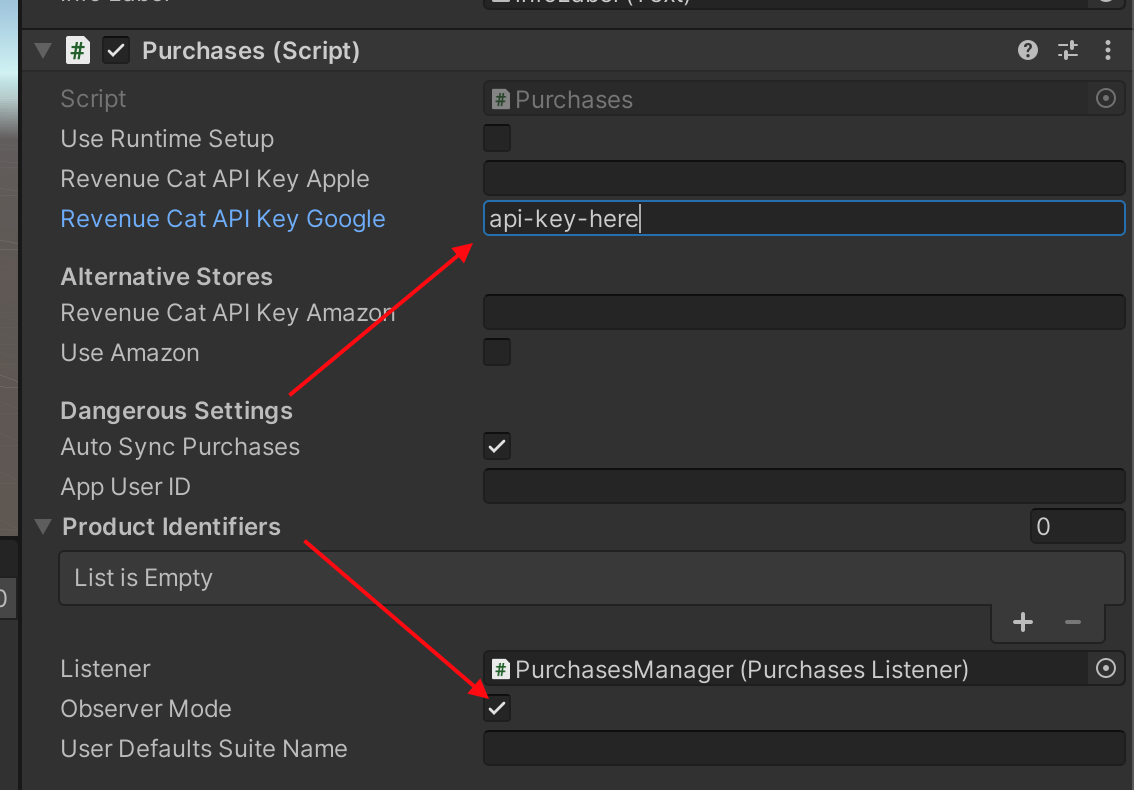 Purchases (Script)
Script
# Purchases
Use Runtime Setup
Revenue Cat API Key Apple
Revenue Cat API Key Google
api-key-here
Alternative Stores
Revenue Cat API Key Amazon
Use Amazon
Dangerous Settings
Auto Sync Purchases
App User ID
Product Identifiers
0
List is Empty
Listener
# PurchasesManager (Purchases Listener)
Observer Mode
User Defaults Suite Name